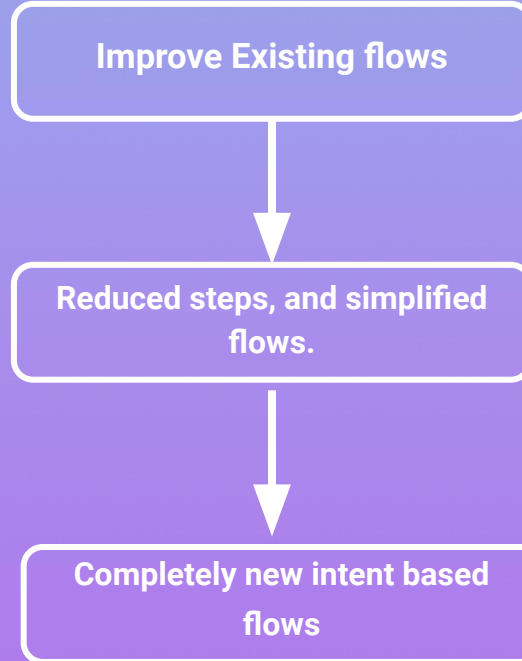 Improve Existing flows
Reduced steps, and simplified
flows.
Completely new intent based
flows